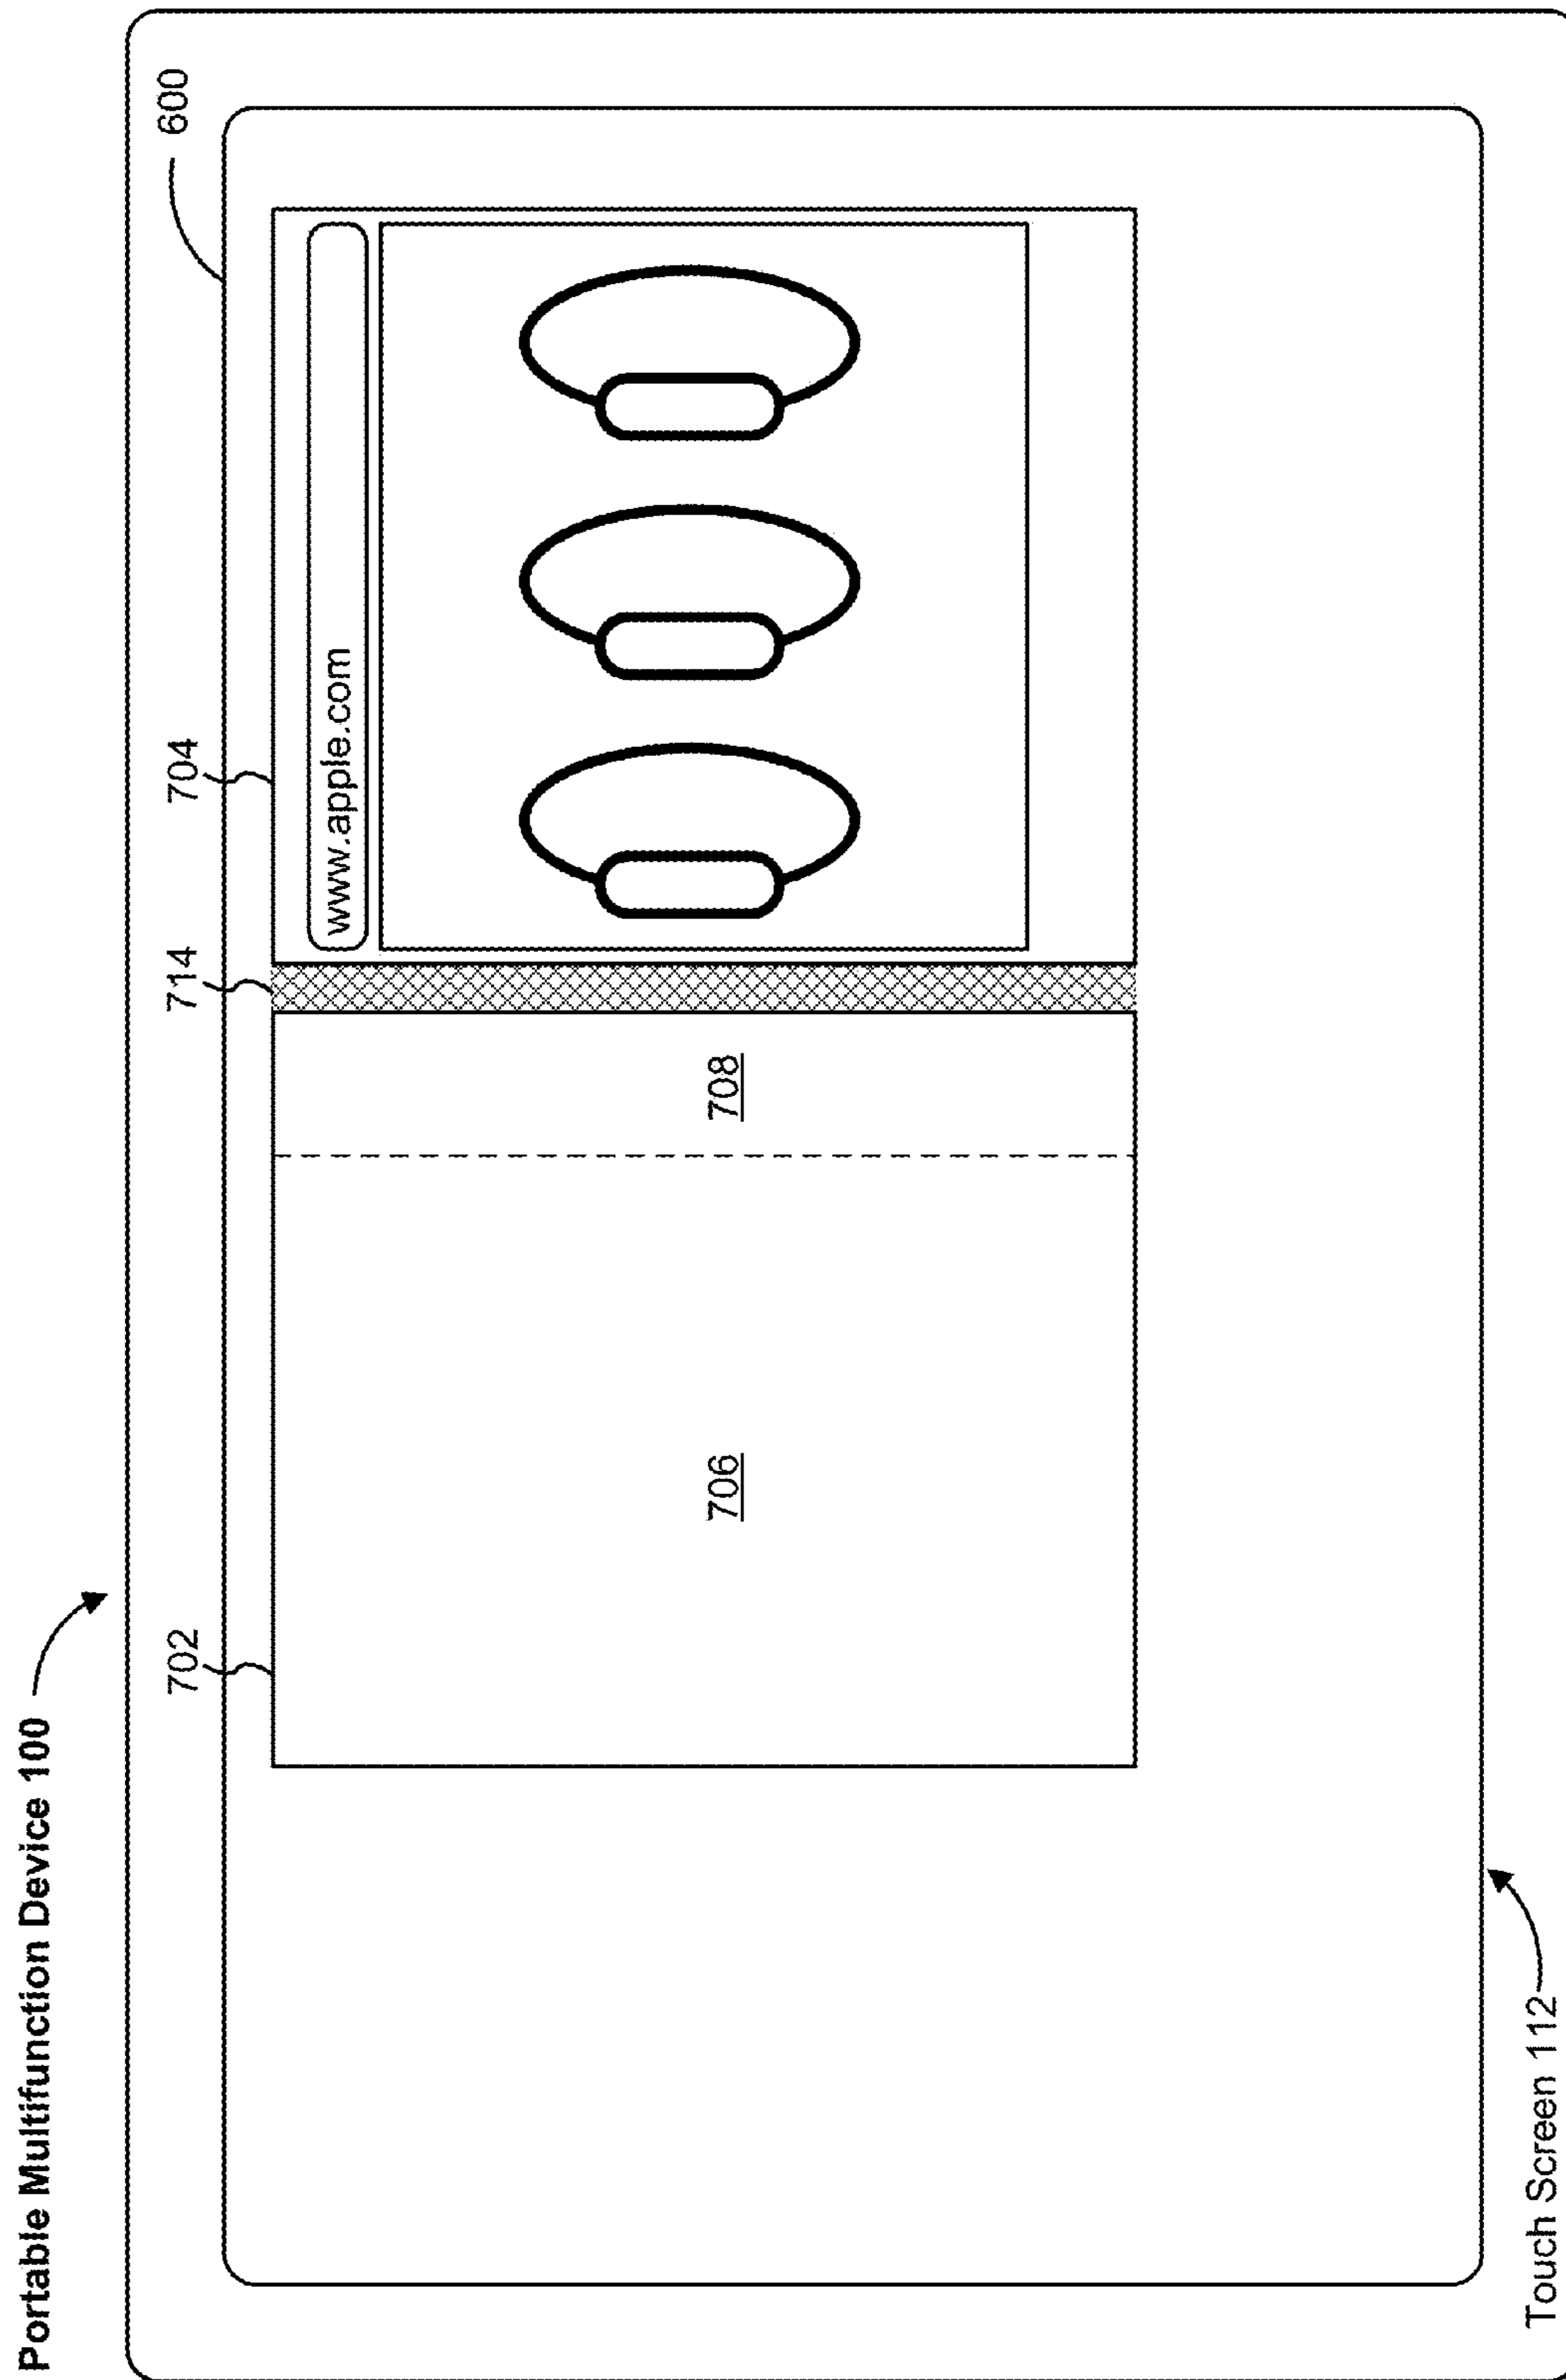 Portable Multifunction Device 100
600
702
714
704
www.apple.com
706
708
Touch Screen 112